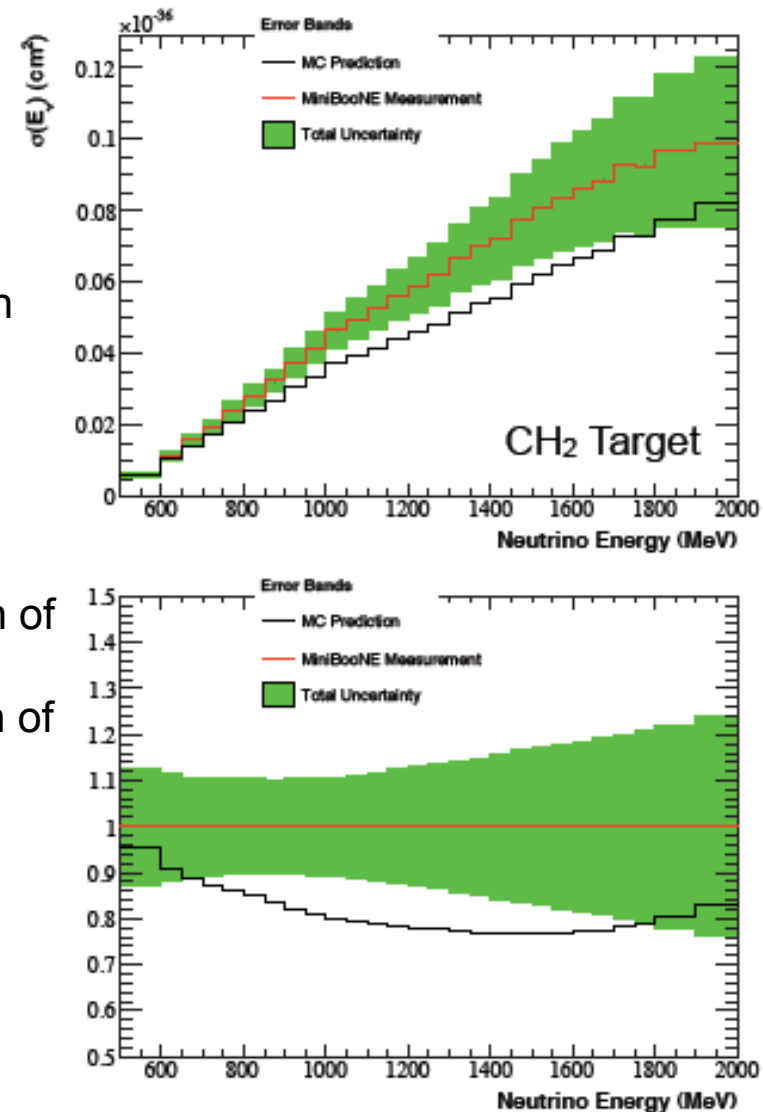 ×10⁻³⁶
Error Bands
σ(Eᵥ) (cm²)
MC Prediction
MiniBooNE Measurement
Total Uncertainty
0.12
0.1
0.08
0.06
0.04
0.02
0
n
CH₂ Target
600 800 1000 1200 1400 1600 1800 2000
Neutrino Energy (MeV)
Error Bands
MC Prediction
MiniBooNE Measurement
Total Uncertainty
n of
n of
1.5
1.4
1.3
1.2
1.1
1
0.9
0.8
0.7
0.6
0.5
600 800 1000 1200 1400 1600 1800 2000
Neutrino Energy (MeV)